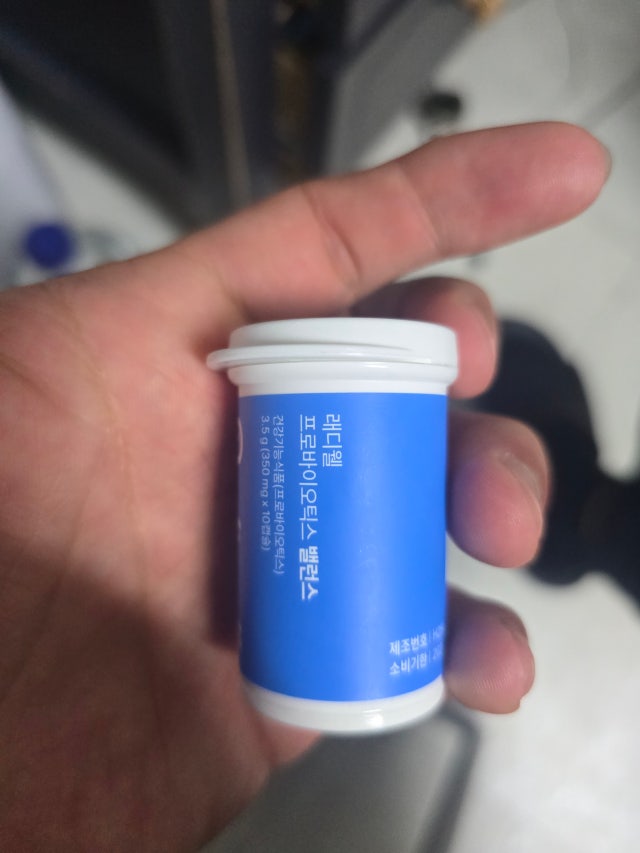 래디웰
프로바이오틱스 밸런스
건강기능식품(프로바이오틱스)
3.5 g (350 mg x 10캡슐)
제조번호
소비기한